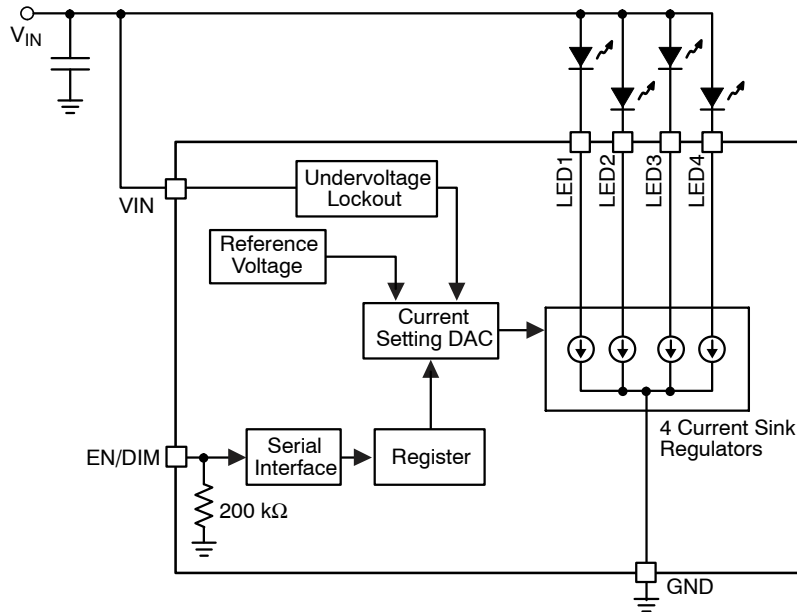 VIN
LED1
LED2
LED3
LED4
Undervoltage
Lockout
VIN
Reference
Voltage
Current
Setting DAC
4 Current Sink
Regulators
EN/DIM
Serial
Interface
Register
200 kΩ
GND